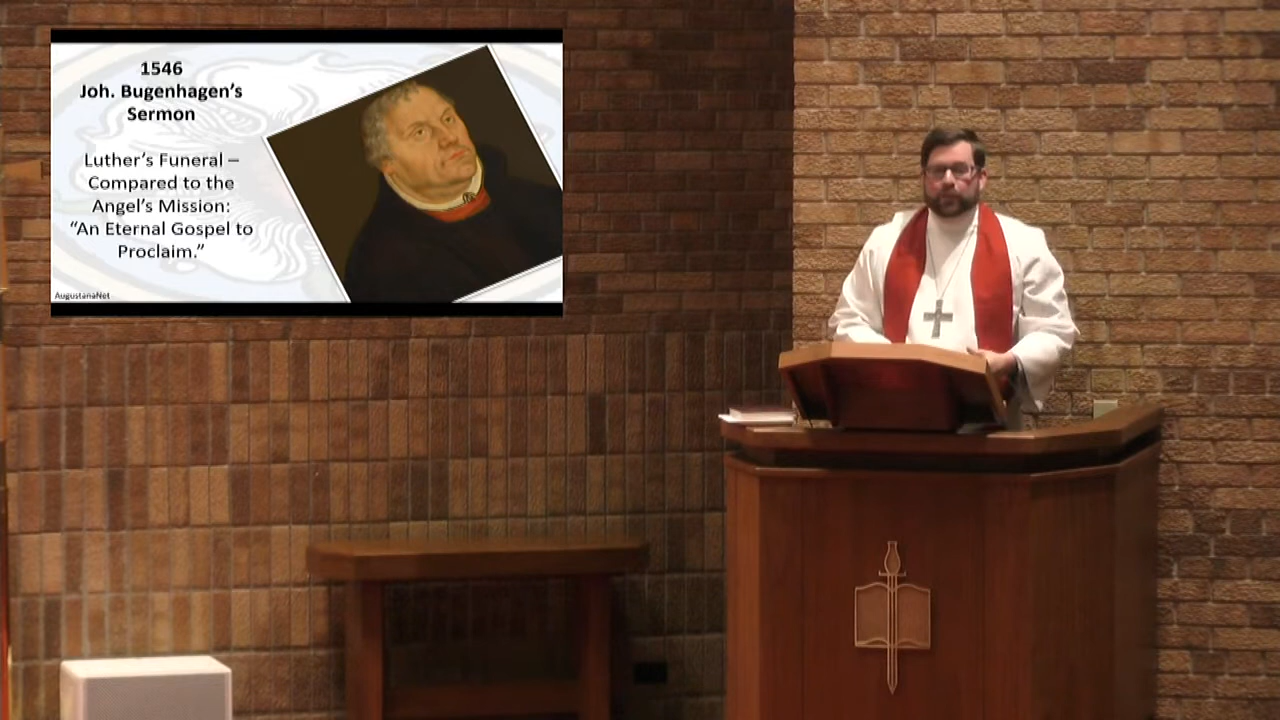 1546
Joh. Bugenhagen’s
Sermon
Luther’s Funeral –
Compared to the
Angel’s Mission:
“An Eternal Gospel to
Proclaim.”
AugustanaNet